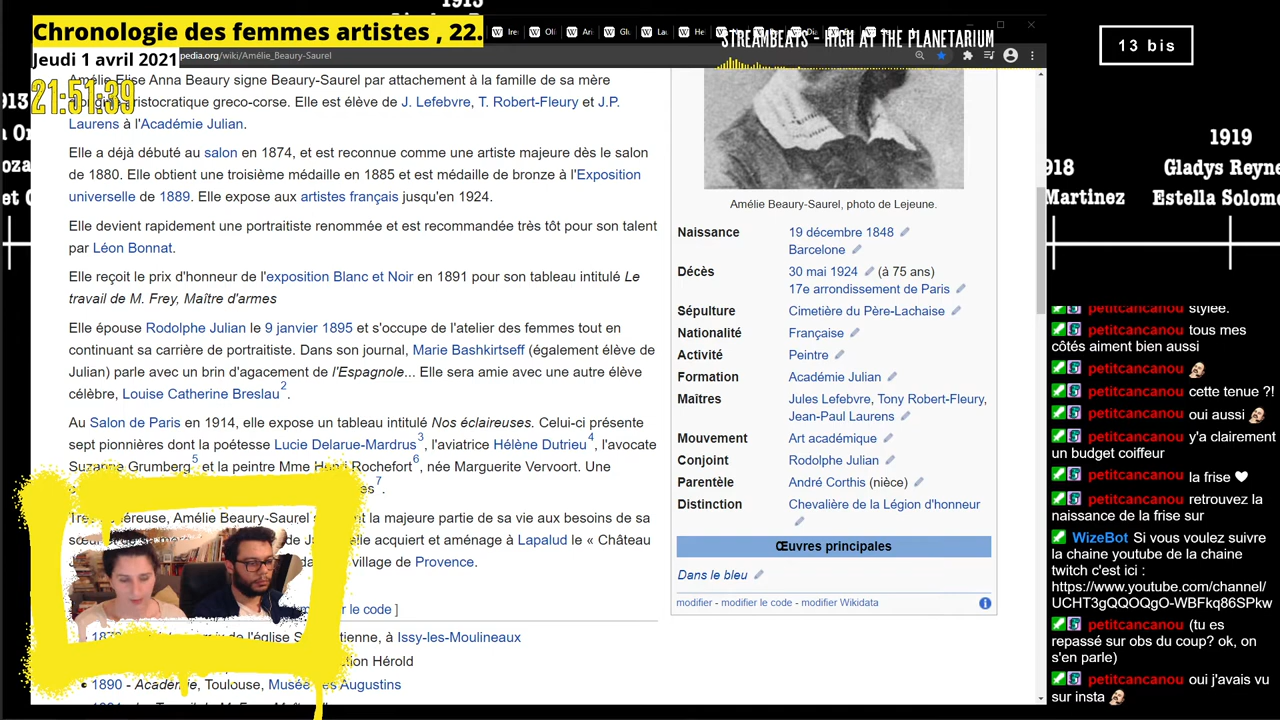 Chronologie des femmes artistes , 22.
Jeudi 1 avril 2021
21:51:39
pedia.org/wiki/Amélie_Beaury-Saurel
STREAMBEATS - HIGH AT THE PLANETARIUM
13 bis
Amélie Elise Anna Beaury signe Beaury-Saurel par attachement à la famille de sa mère
aristocratique greco-corse. Elle est élève de J. Lefebvre, T. Robert-Fleury et J.P.
Laurens à l'Académie Julian.
Elle a déjà débuté au salon en 1874, et est reconnue comme une artiste majeure dès le salon
de 1880. Elle obtient une troisième médaille en 1885 et est médaille de bronze à l'Exposition
universelle de 1889. Elle expose aux artistes français jusqu'en 1924.
Elle devient rapidement une portraitiste renommée et est recommandée très tôt pour son talent
par Léon Bonnat.
Elle reçoit le prix d'honneur de l'exposition Blanc et Noir en 1891 pour son tableau intitulé Le
travail de M. Frey, Maître d'armes
Elle épouse Rodolphe Julian le 9 janvier 1895 et s'occupe de l'atelier des femmes tout en
continuant sa carrière de portraitiste. Dans son journal, Marie Bashkirtseff (également élève de
Julian) parle avec un brin d'agacement de l'Espagnole... Elle sera amie avec une autre élève
célèbre, Louise Catherine Breslau2.
Au Salon de Paris en 1914, elle expose un tableau intitulé Nos éclaireuses. Celui-ci présente
sept pionnières dont la poétesse Lucie Delarue-Mardrus3, l'aviatrice Hélène Dutrieu4, l'avocate
Suzanne Grumberg5 et la peintre Mme Henri Rochefort6, née Marguerite Vervoort. Une
es 7.
Très généreuse, Amélie Beaury-Saurel s t la majeure partie de sa vie aux besoins de sa
sœur et de sa mère de J elle acquiert et aménage à Lapalud le « Château
da village de Provence.
modifier le code ]
de l'église S tienne, à Issy-les-Moulineaux
ction Hérold
1890 - Académie, Toulouse, Musée des Augustins
Amélie Beaury-Saurel, photo de Lejeune.
Naissance 19 décembre 1848
Barcelone
Décès 30 mai 1924 (à 75 ans)
17e arrondissement de Paris
Sépulture Cimetière du Père-Lachaise
Nationalité Française
Activité Peintre
Formation Académie Julian
Maîtres Jules Lefebvre, Tony Robert-Fleury,
Jean-Paul Laurens
Mouvement Art académique
Conjoint Rodolphe Julian
Parentèle André Corthis (nièce)
Distinction Chevalière de la Légion d'honneur
Œuvres principales
Dans le bleu
modifier - modifier le code - modifier Wikidata
1919
Gladys Reyne
Estella Solomo
918
Martinez
petitcancanou stylée.
petitcancanou tous mes
côtés aiment bien aussi
petitcancanou
petitcancanou cette tenue ?!
petitcancanou oui aussi
petitcancanou y'a clairement
un budget coiffeur
petitcancanou la frise
petitcancanou retrouvez la
naissance de la frise sur
WizeBot Si vous voulez suivre
la chaine youtube de la chaine
twitch c'est ici :
https://www.youtube.com/channel/
UCHT3gQQOQgO-WBFkq86SPkw
petitcancanou (tu es
repassé sur obs du coup? ok, on
s'en parle)
petitcancanou oui j'avais vu
sur insta